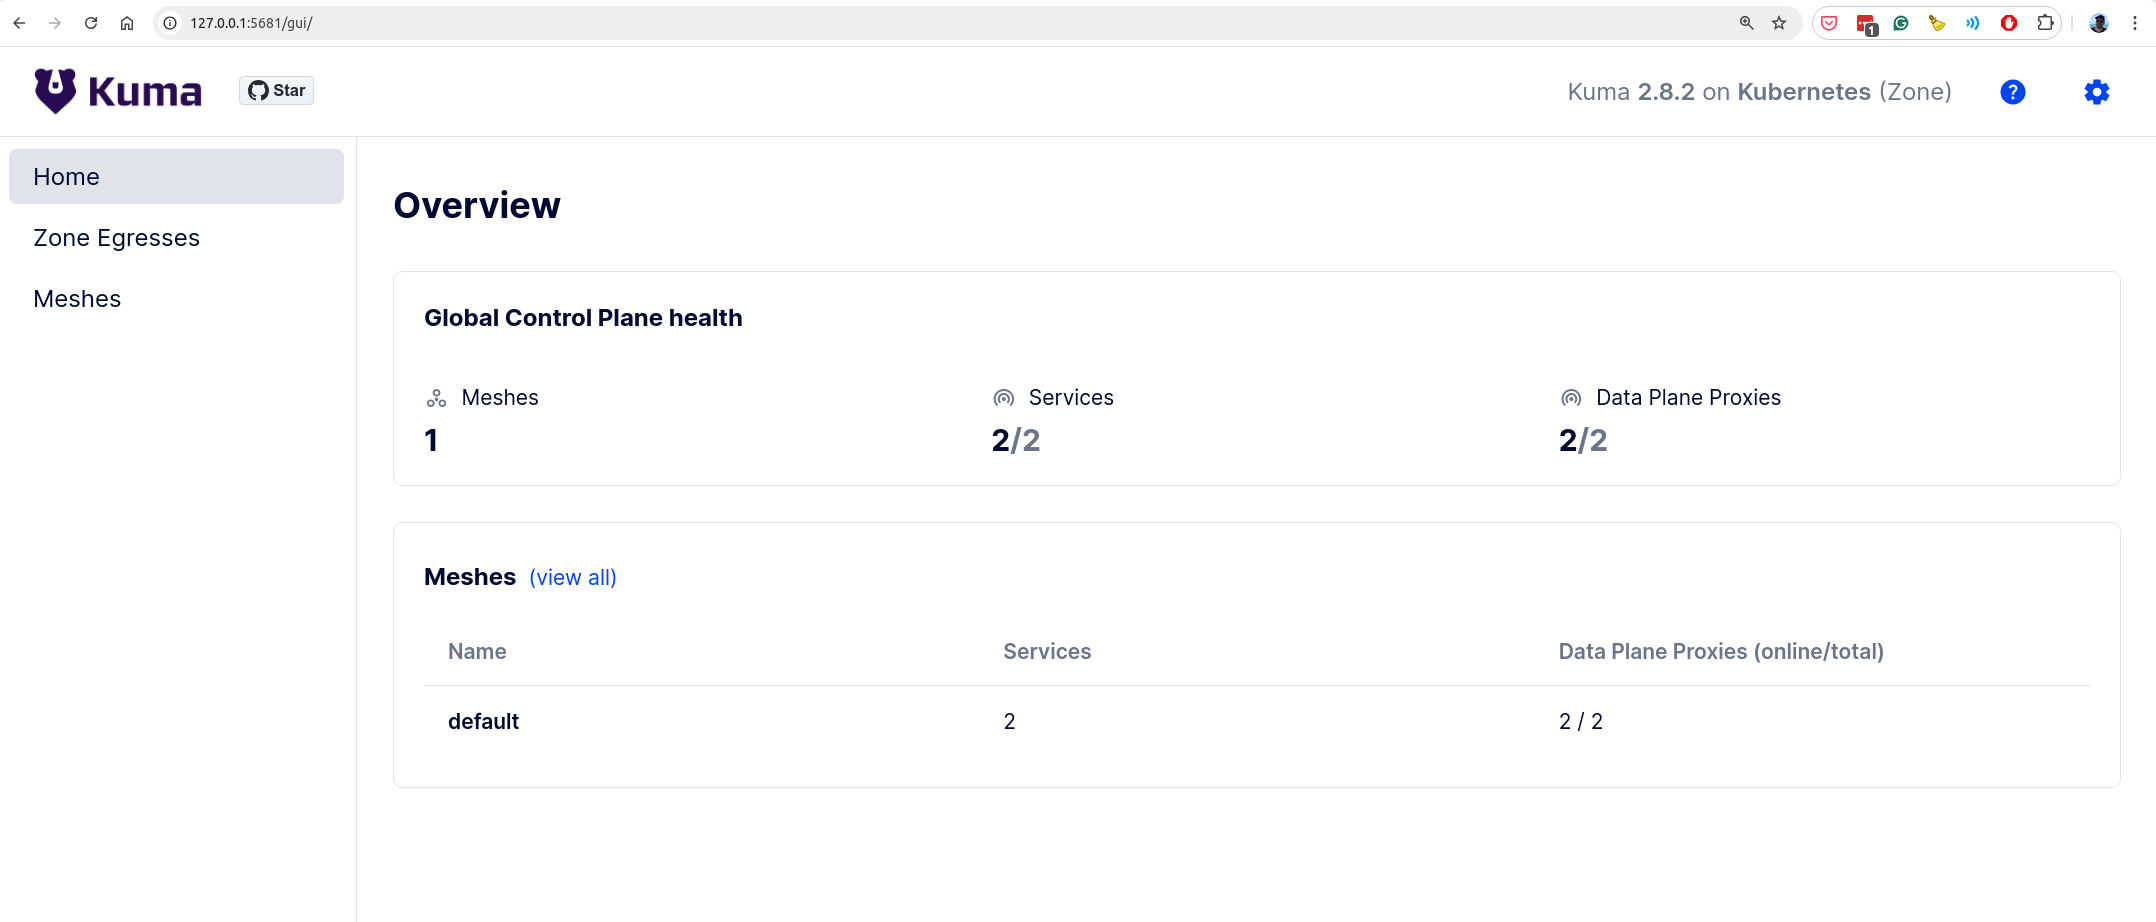 127.0.0.1:5681/gui/
1
Kuma
Star
Kuma 2.8.2 on Kubernetes (Zone)
?
Home
Zone Egresses
Meshes
Overview
Global Control Plane health
Meshes
Services
Data Plane Proxies
1
2/2
2/2
Meshes (view all)
Name Services Data Plane Proxies (online/total)
default 2 2 / 2